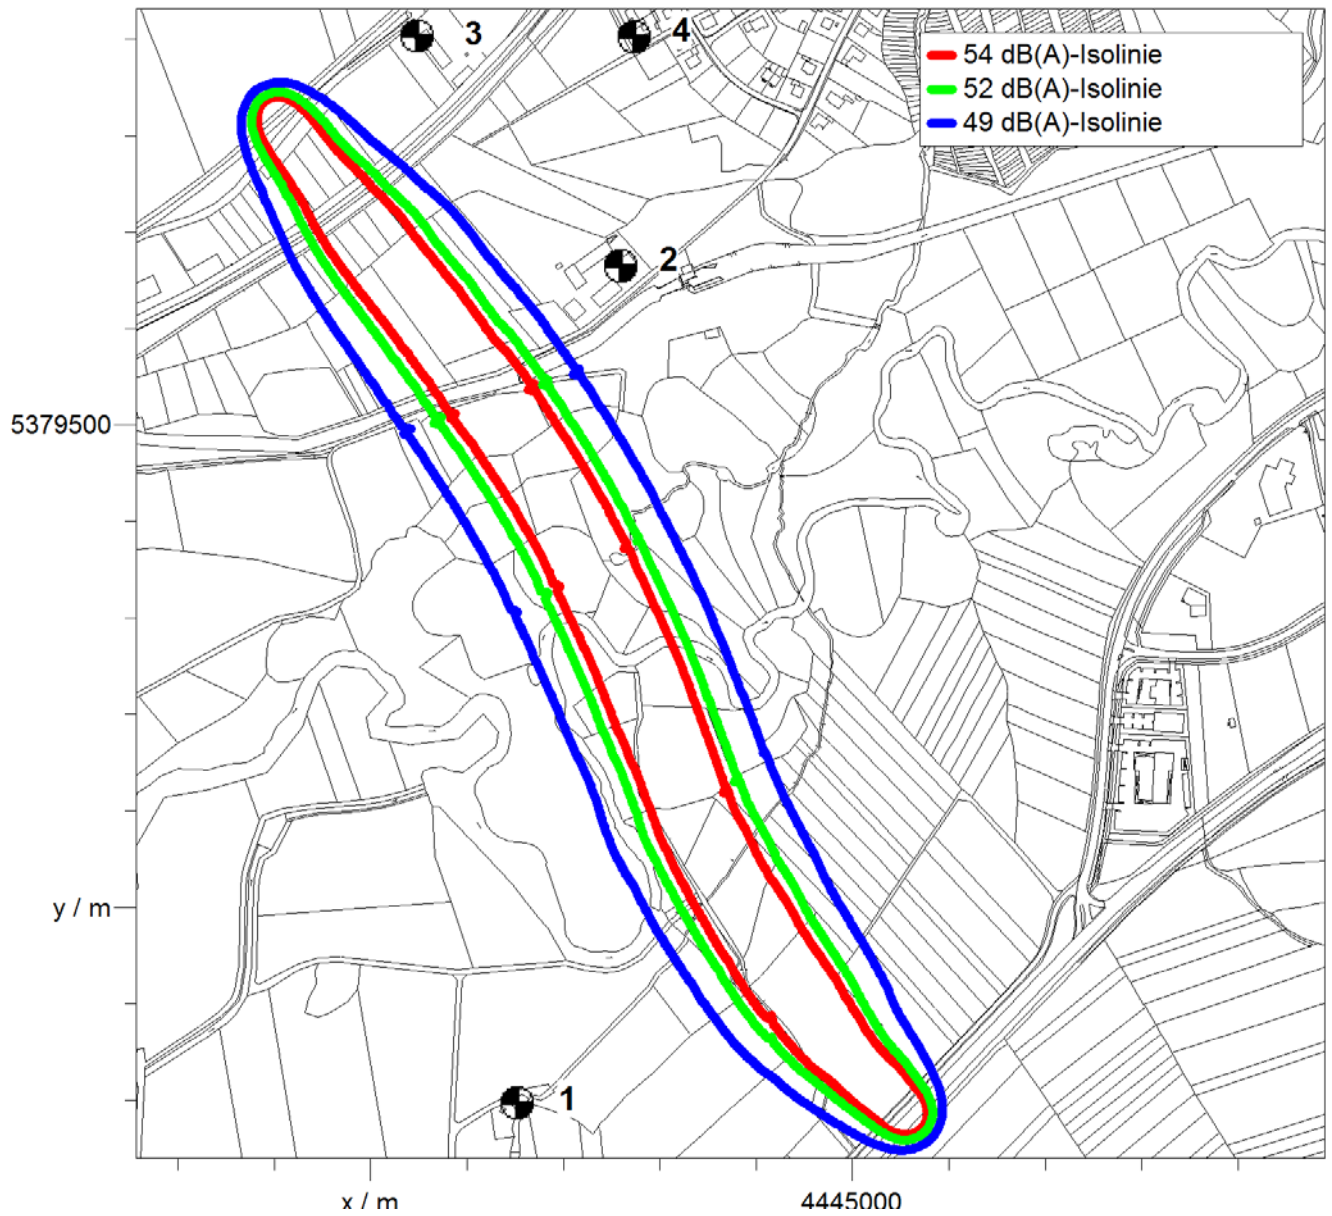 3
4
54 dB(A)-Isolinie
52 dB(A)-Isolinie
49 dB(A)-Isolinie
2
5379500
y / m
1
x / m
4445000